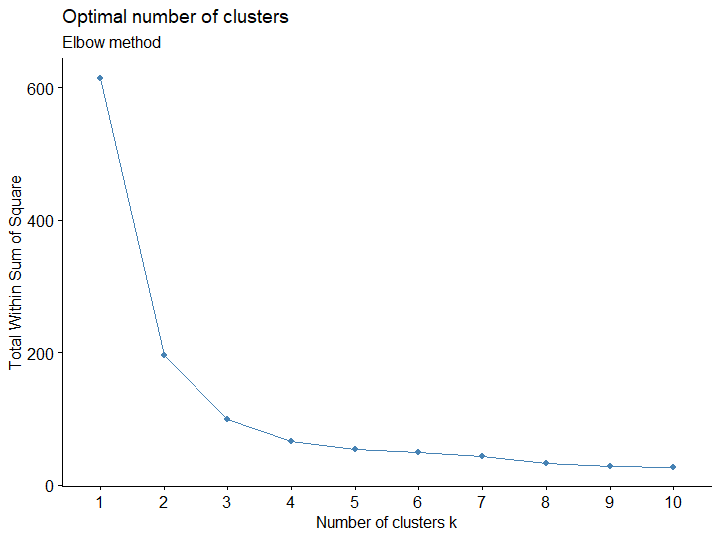 Optimal number of clusters
Elbow method
Total Within Sum of Square
600
400
200
0
1 2 3 4 5 6 7 8 9 10
Number of clusters k